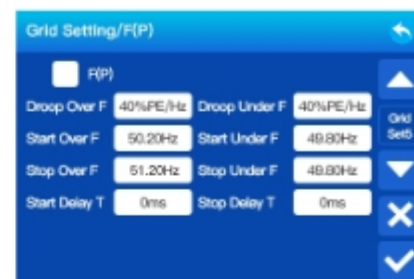 Grid Setting/F(P)
F(P)
Droop Over F 40%PE/Hz Droop Under F 40%PE/Hz
Start Over F 50.20Hz Start Under F 49.80Hz
Stop Over F 51.20Hz Stop Under F 49.80Hz
Start Delay T 0ms Stop Delay T 0ms
Grid
Set5